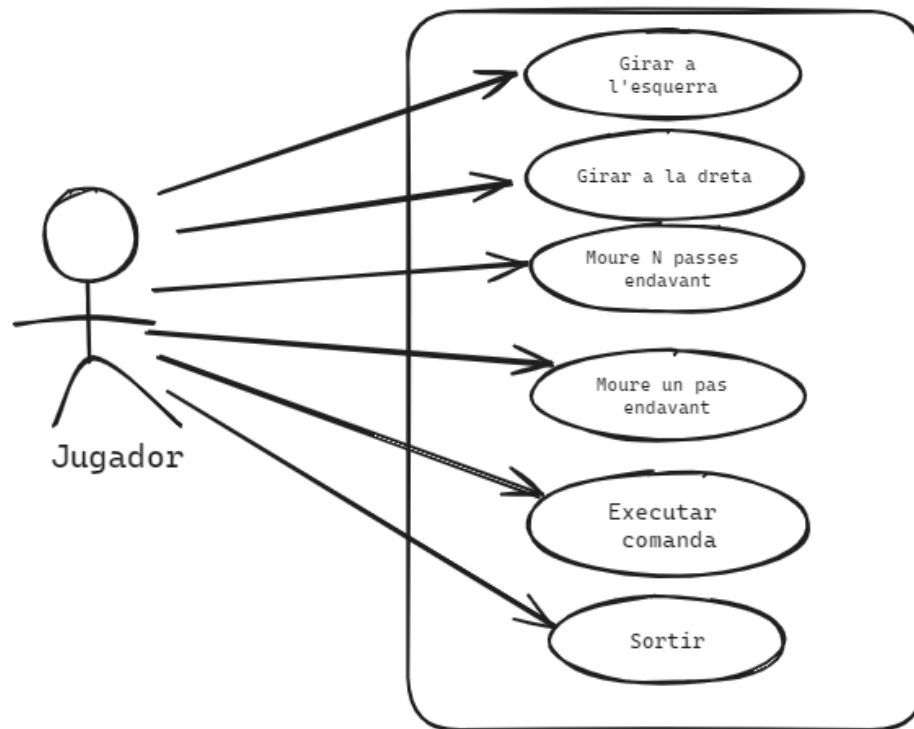 Girar a
l'esquerra
Girar a la dreta
Moure N passes
endavant
Moure un pas
endavant
Jugador
Executar
comanda
Sortir